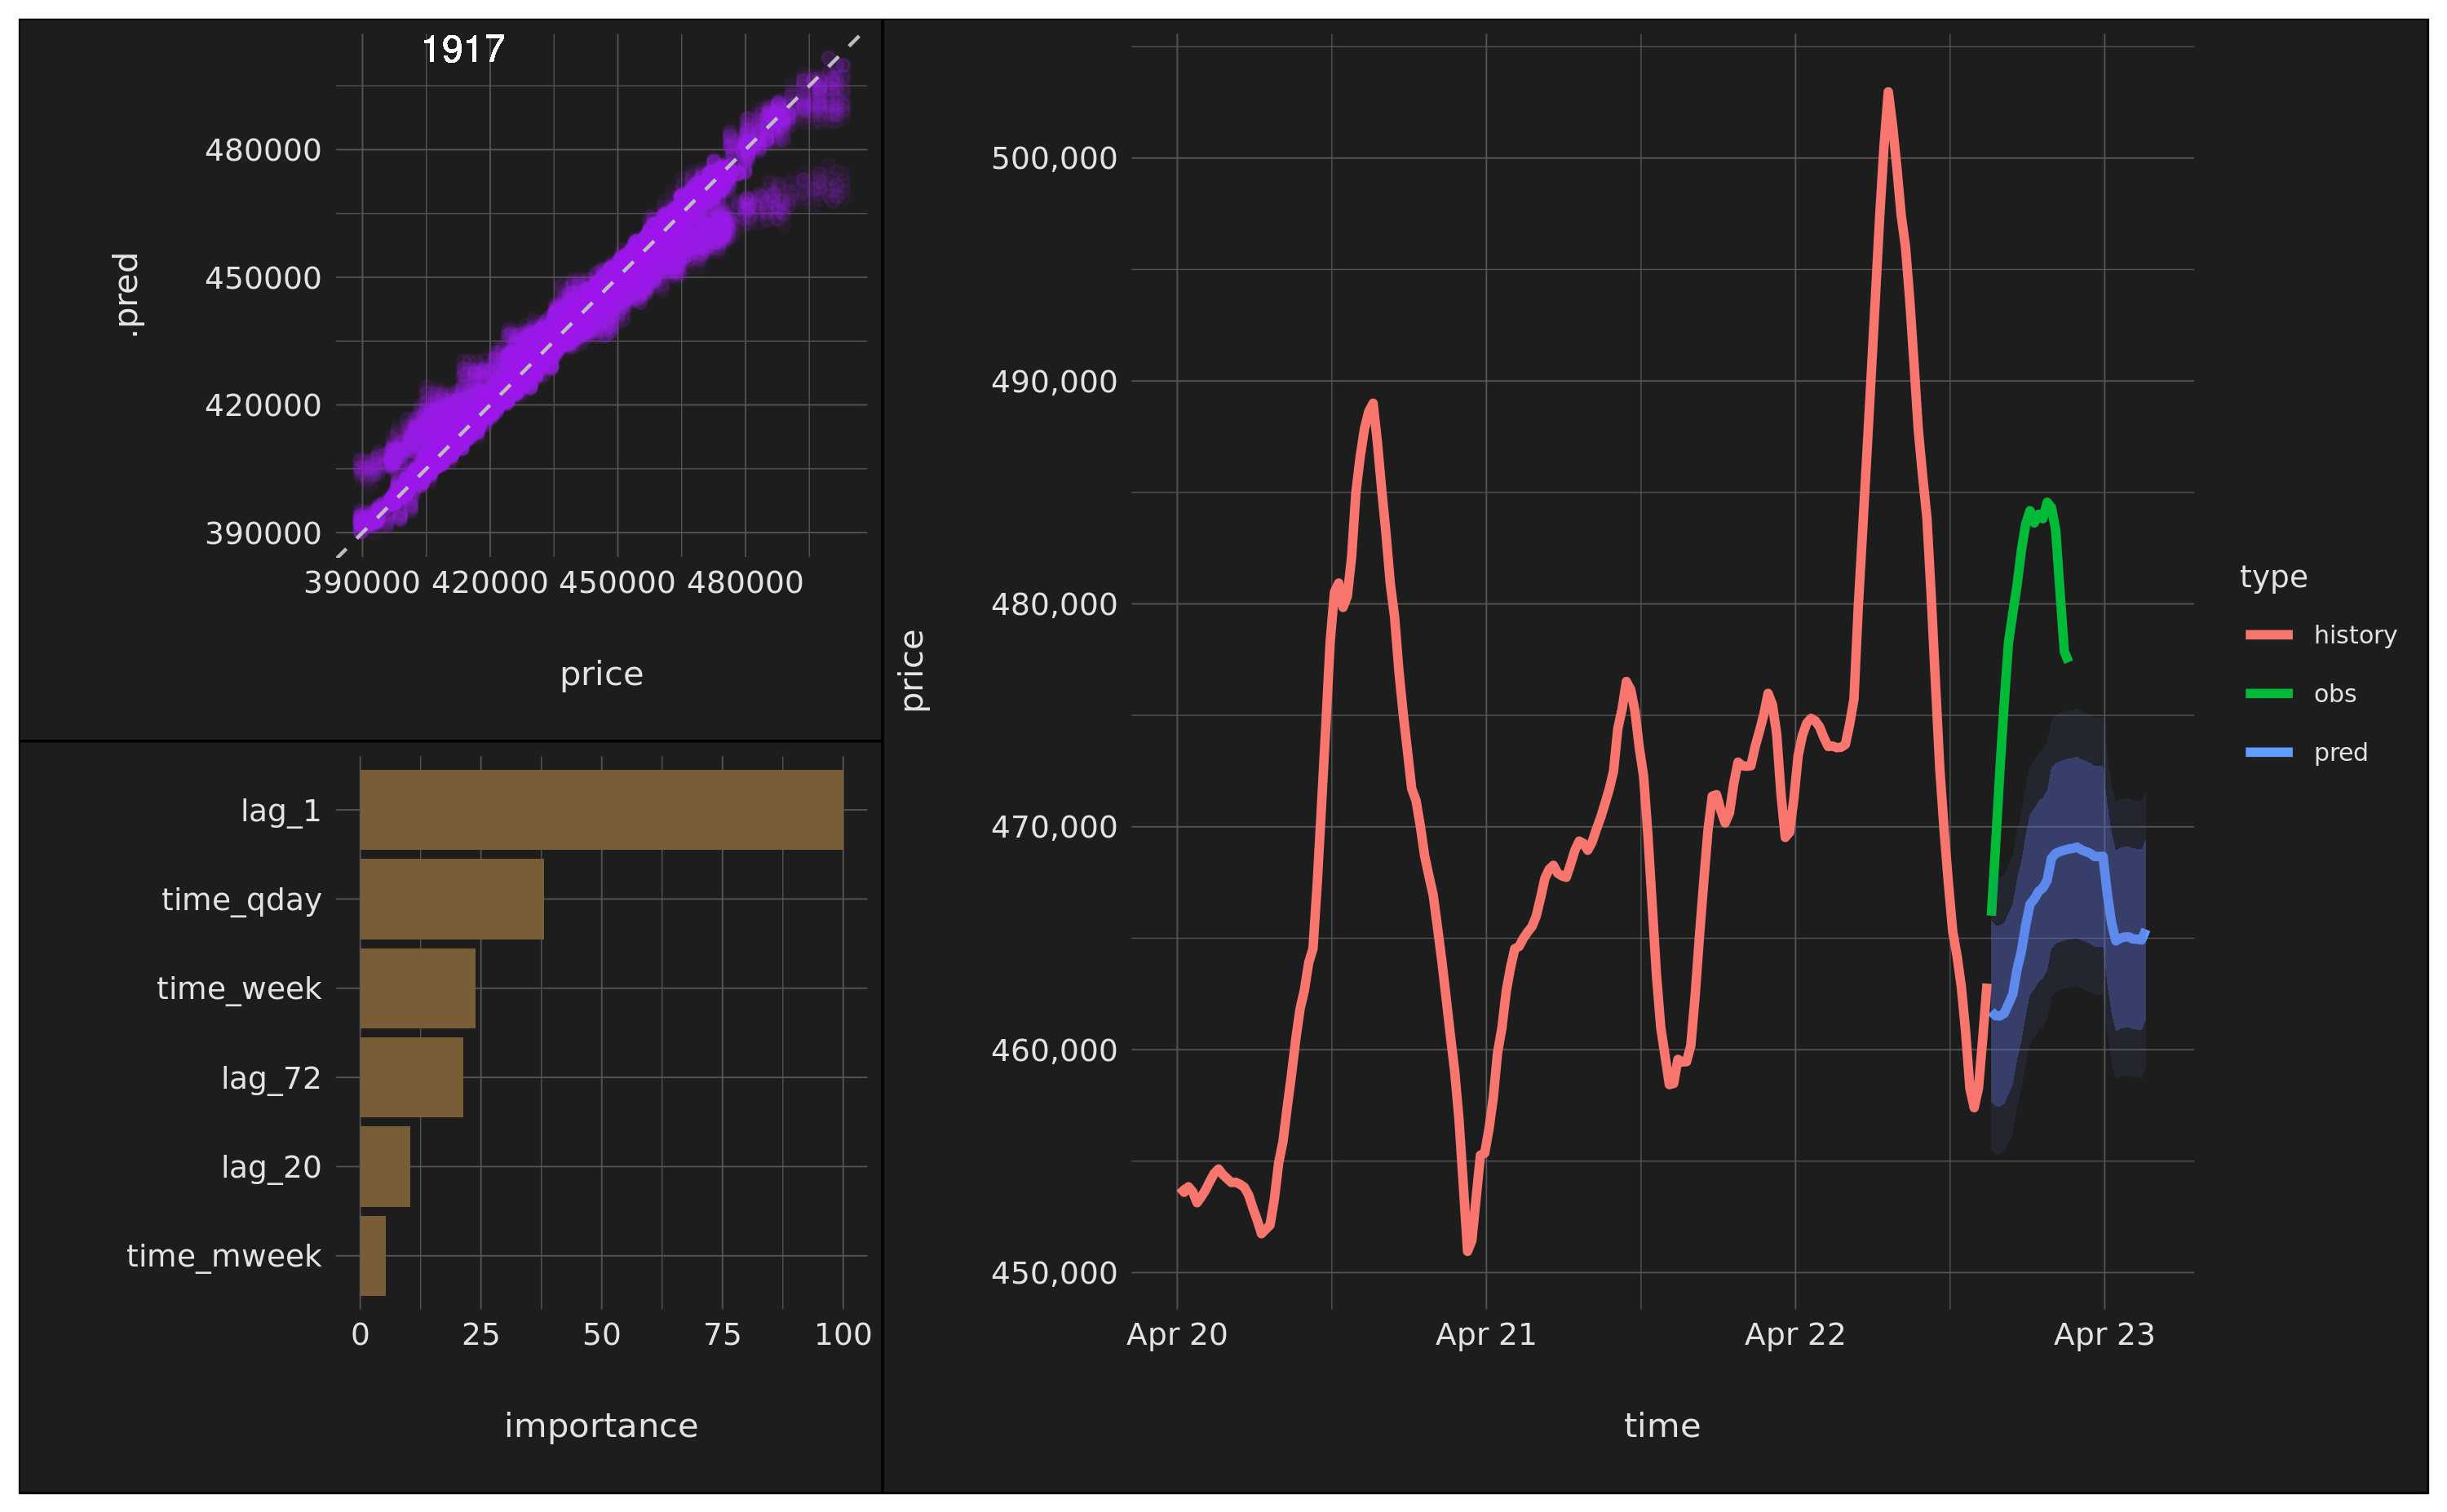 1917
.pred
480000
450000
420000
390000
390000 420000 450000 480000
price
lag_1
time_qday
time_week
lag_72
lag_20
time_mweek
0 25 50 75 100
importance
price
500,000
490,000
480,000
470,000
460,000
450,000
Apr 20 Apr 21 Apr 22 Apr 23
time
type
history
obs
pred